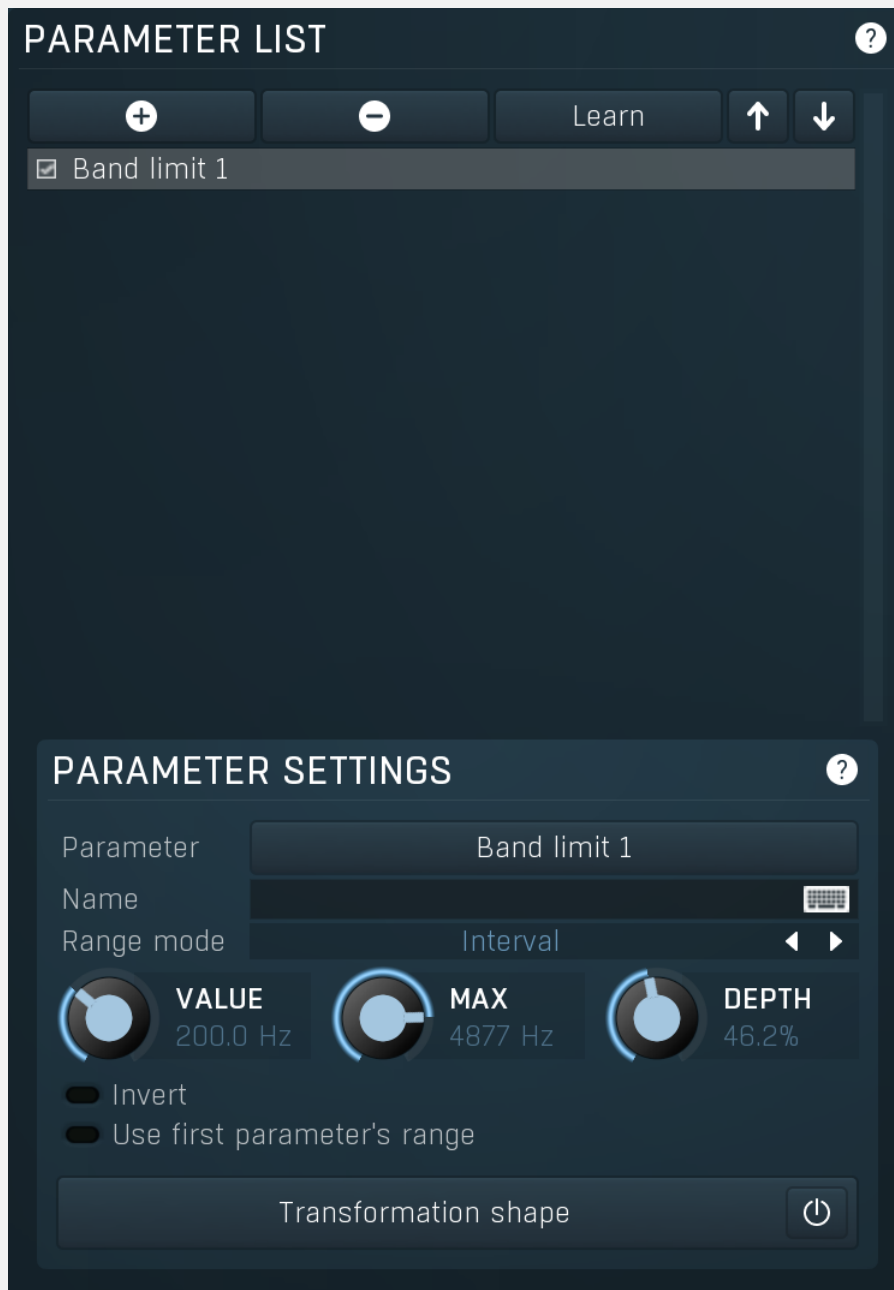 PARAMETER LIST ?
Learn
Band limit 1
PARAMETER SETTINGS ?
Parameter Band limit 1
Name
Range mode Interval
VALUE MAX DEPTH
200.0 Hz 4877 Hz 46.2%
Invert
Use first parameter's range
Transformation shape